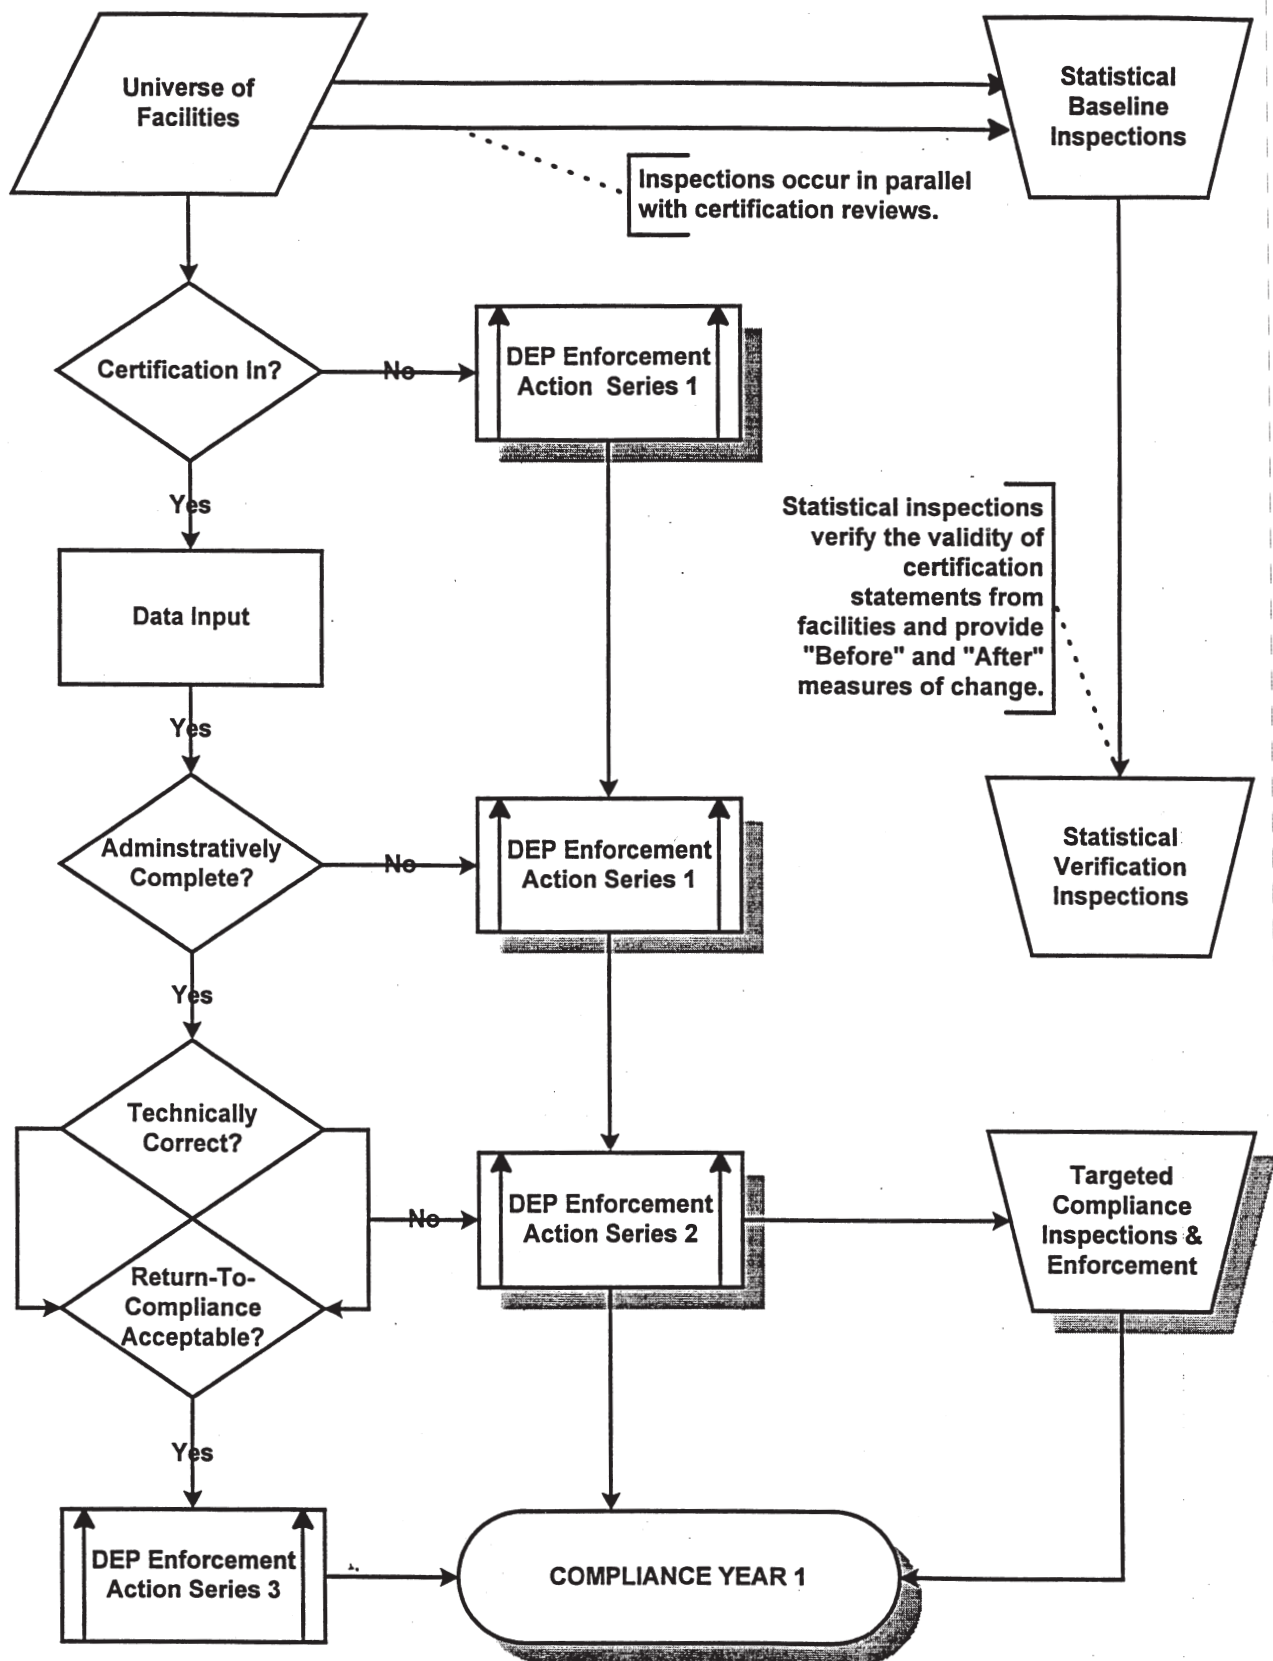 Universe of
Facilities
Statistical
Baseline
Inspections
Inspections occur in parallel
with certification reviews.
Certification In?
No
DEP Enforcement
Action Series 1
Yes
Statistical inspections
verify the validity of
certification
statements from
facilities and provide
"Before" and "After"
measures of change.
Data Input
Yes
Adminstratively
Complete?
No
DEP Enforcement
Action Series 1
Statistical
Verification
Inspections
Yes
Technically
Correct?
No
DEP Enforcement
Action Series 2
Targeted
Compliance
Inspections &
Enforcement
Return-To-
Compliance
Acceptable?
Yes
DEP Enforcement
Action Series 3
COMPLIANCE YEAR 1